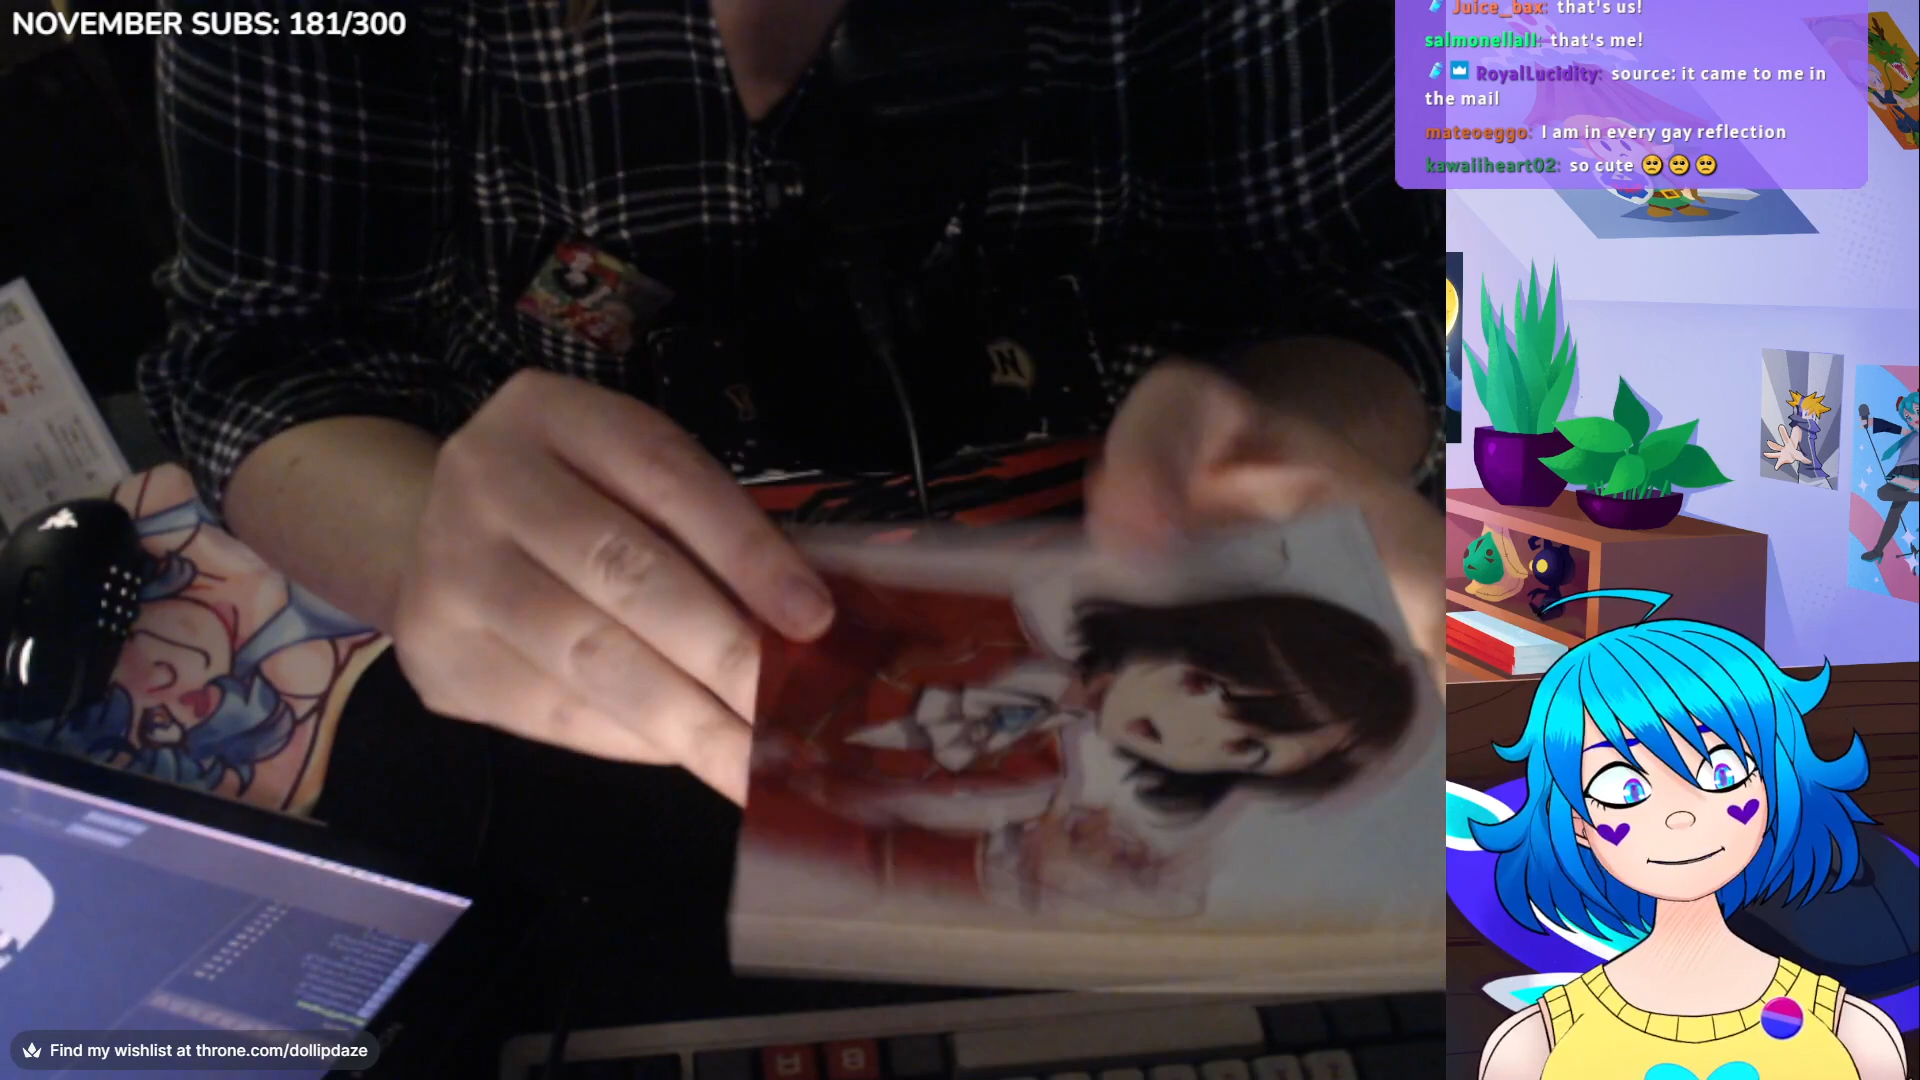 NOVEMBER SUBS: 181/300
Juice_bax: that's us!
salmonellall: that's me!
RoyalLucidity: source: it came to me in
the mail
mateoeggo: I am in every gay reflection
kawaiiheart02: so cute 🥺🥺🥺
N
Find my wishlist at throne.com/dollipdaze
A B